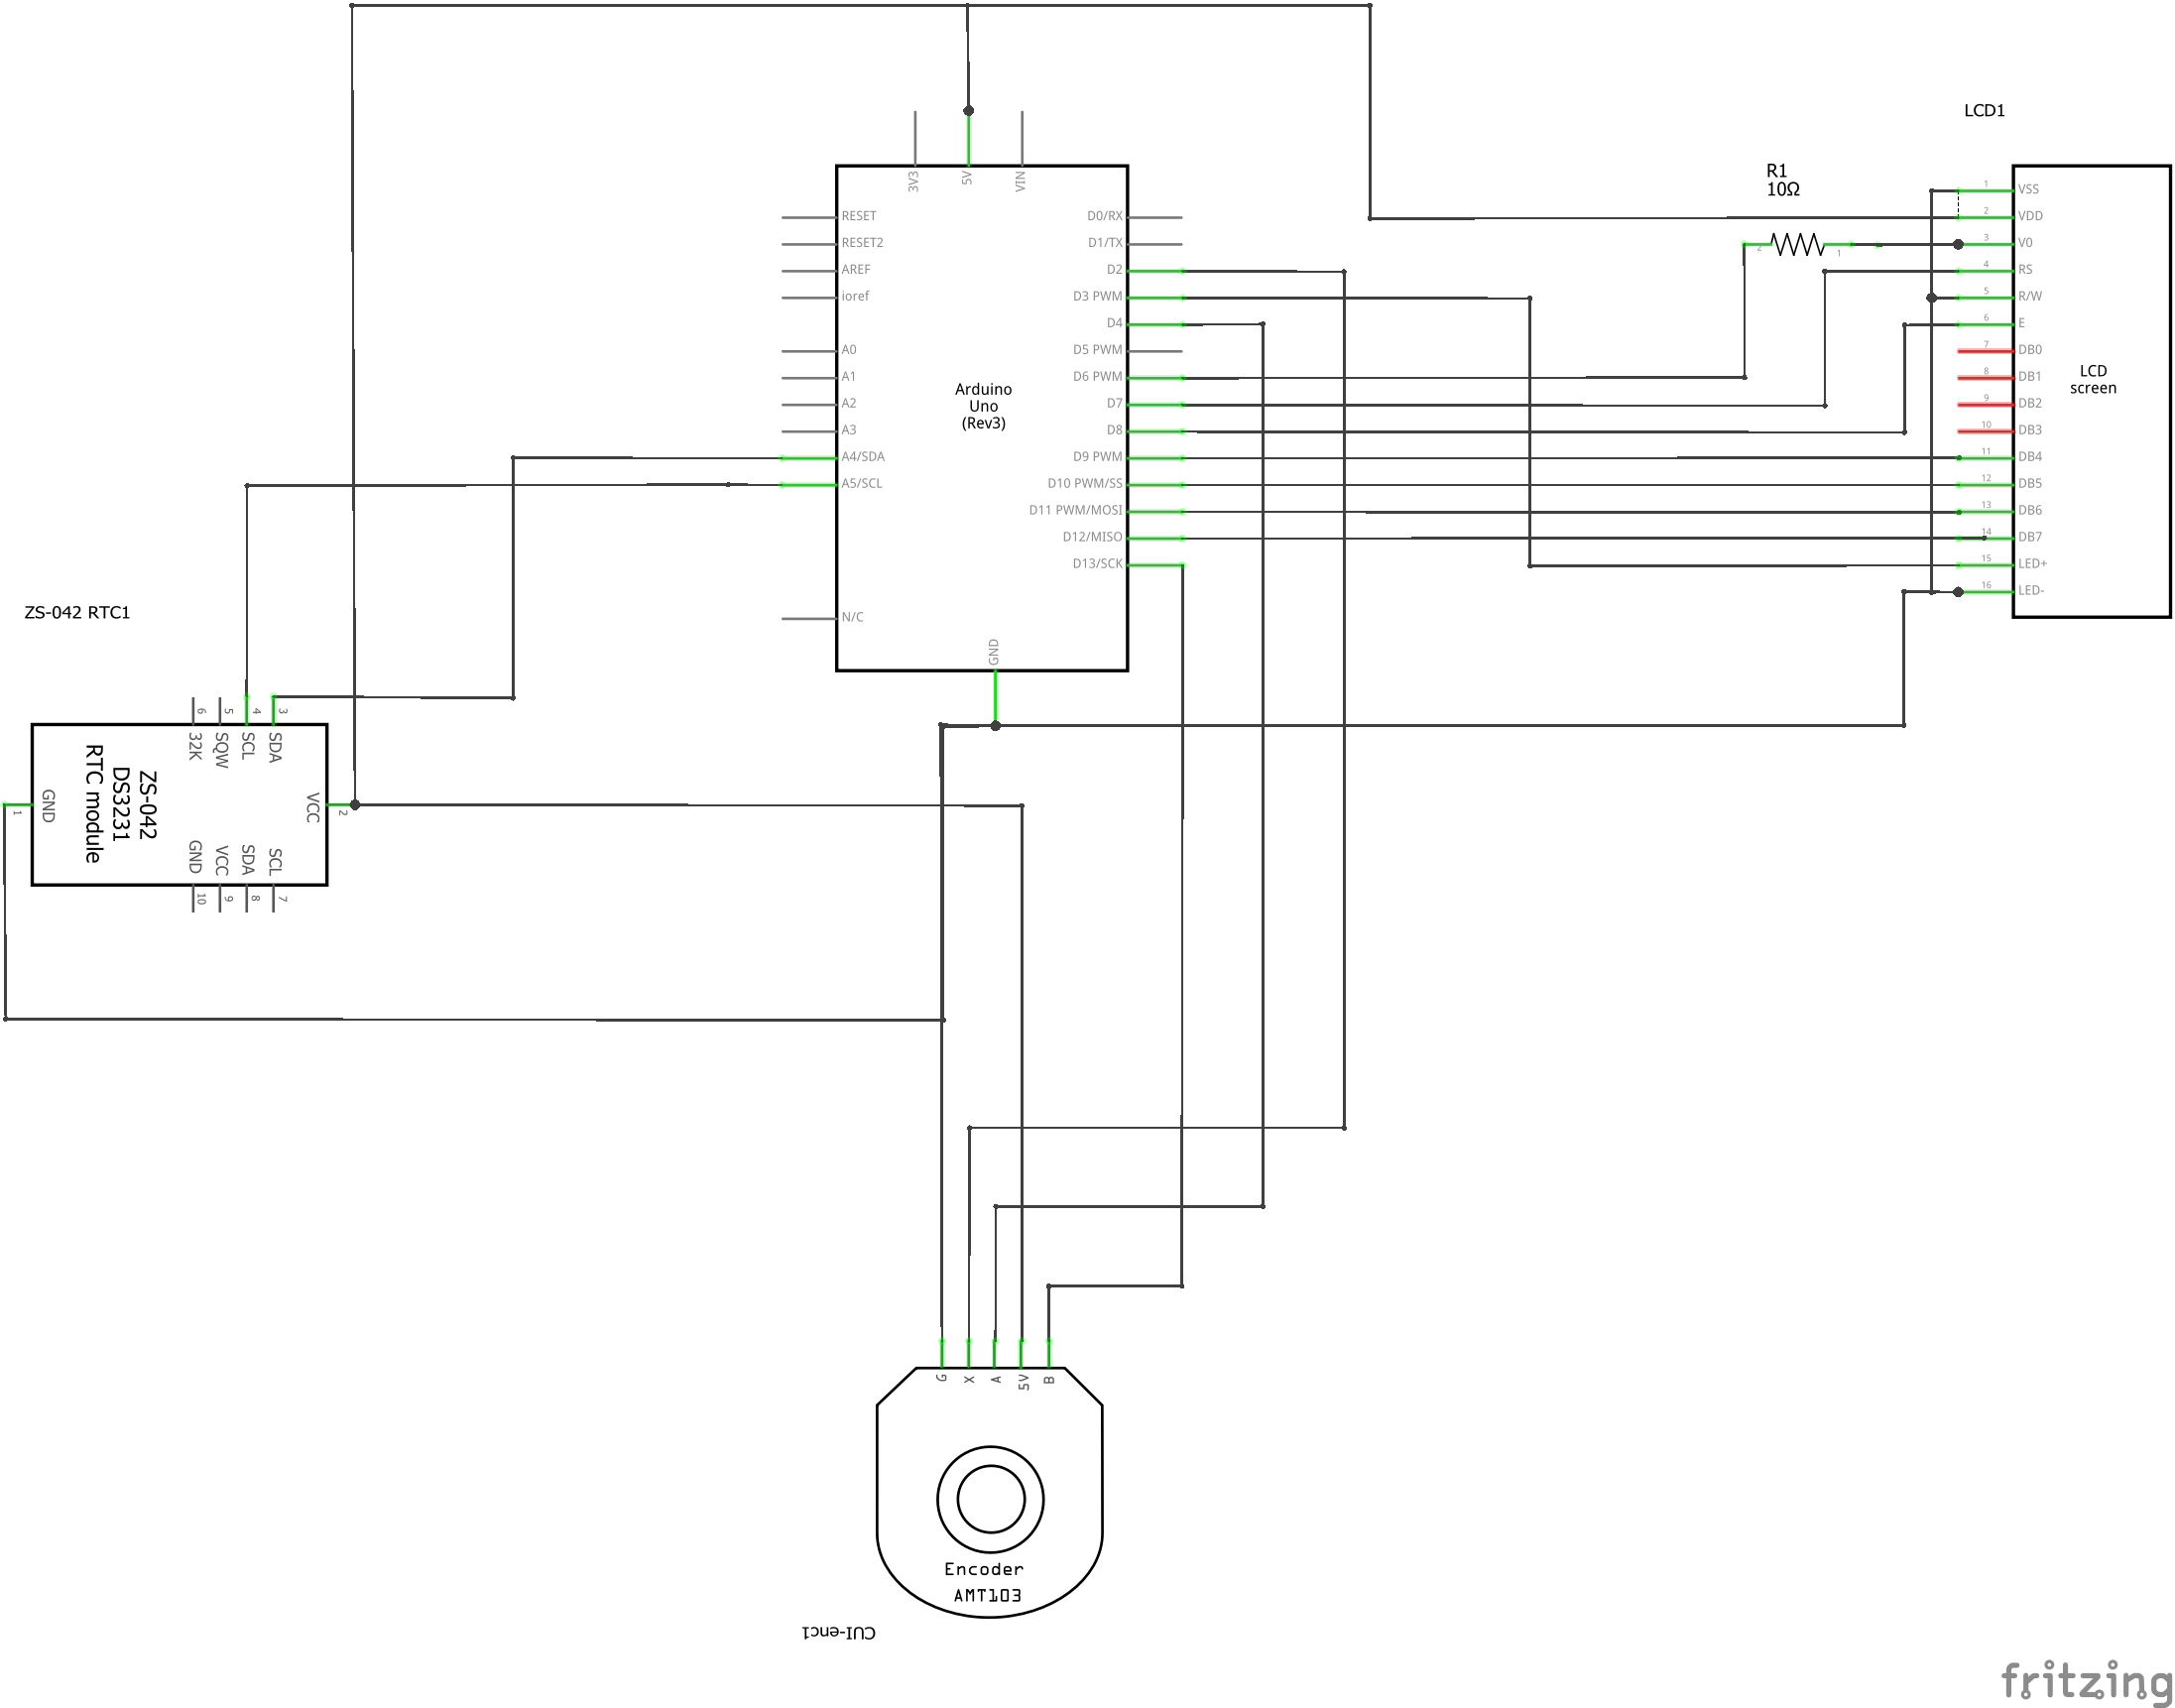 LCD1
R1
10Ω
3V3
5V
VIN
RESET
RESET2
AREF
ioref
A0
A1
A2
A3
A4/SDA
A5/SCL
N/C
Arduino
Uno
(Rev3)
D0/RX
D1/TX
D2
D3 PWM
D4
D5 PWM
D6 PWM
D7
D8
D9 PWM
D10 PWM/SS
D11 PWM/MOSI
D12/MISO
D13/SCK
GND
2
1
1 VSS
2 VDD
3 V0
4 RS
5 R/W
6 E
7 DB0
8 DB1
9 DB2
10 DB3
11 DB4
12 DB5
13 DB6
14 DB7
15 LED+
16 LED-
LCD
screen
ZS-042 RTC1
6
5
4
3
32K
SQW
SCL
SDA
ZS-042
DS3231
RTC module
GND
1
VCC
2
GND
VCC
SDA
SCL
10
9
8
7
G
X
A
5V
B
Encoder
AMT103
CUI-enc1
fritzing